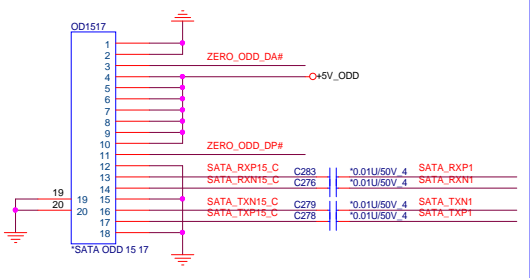 OD1517
1
2
3 ZERO_ODD_DA#
4 +5V_ODD
5
6
7
8
9
10
11 ZERO_ODD_DP#
12
13 SATA_RXP15_C C283 *0.01U/50V_4 SATA_RXP1
14 SATA_RXN15_C C276 *0.01U/50V_4 SATA_RXN1
19 19 15
20 20 16 SATA_TXN15_C C279 *0.01U/50V_4 SATA_TXN1
17 SATA_TXP15_C C278 *0.01U/50V_4 SATA_TXP1
18
*SATA ODD 15 17